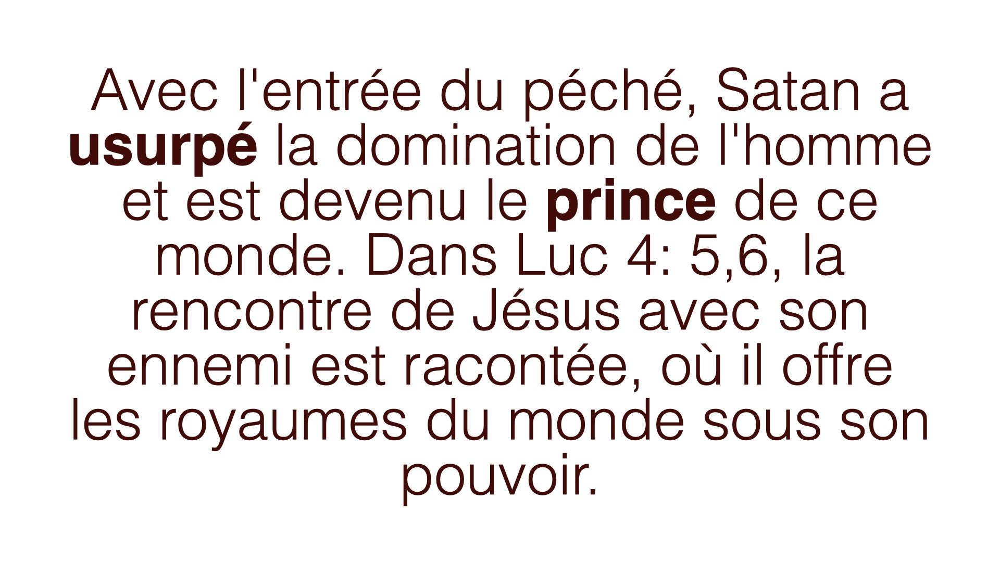 Avec l'entrée du péché, Satan a
usurpé la domination de l'homme
et est devenu le prince de ce
monde. Dans Luc 4: 5,6, la
rencontre de Jésus avec son
ennemi est racontée, où il offre
les royaumes du monde sous son
pouvoir.